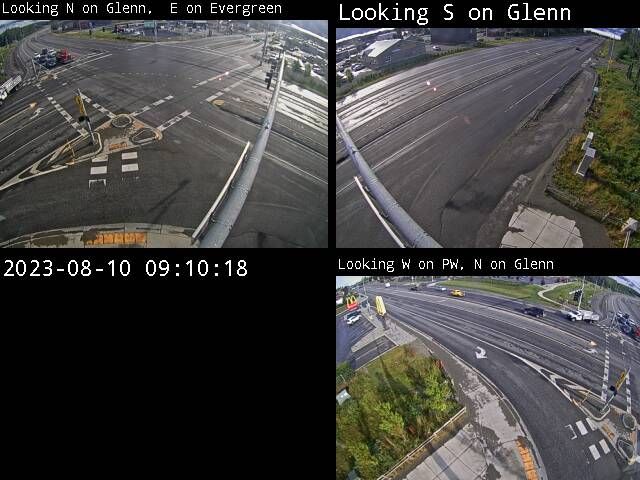 Looking N on Glenn,  E on Evergreen
Looking S on Glenn
2023-08-10 09:10:18
Looking W on PW, N on Glenn